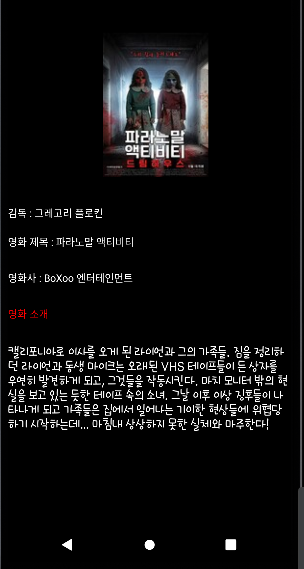 파라노말
액티비티
드림하우스
감독 : 그레고리 플로킨
영화 제목 : 파라노말 액티비티
영화사 : BoXoo 엔터테인먼트
영화 소개
캘리포니아로 이사를 오게 된 라이언과 그의 가족들. 짐을 정리하
던 라이언과 동생 마이크는 오래된 VHS 테이프들이 든 상자를
우연히 발견하게 되고, 그것들을 작동시킨다. 마치 모니터 밖의 현
실을 보고 있는 듯한 테이프 속의 소녀. 그날 이후 이상 징후들이 나
타나게 되고 가족들은 집에서 일어나는 기이한 현상들에 위협당
하기 시작하는데... 마침내 상상하지 못한 실체와 마주한다!